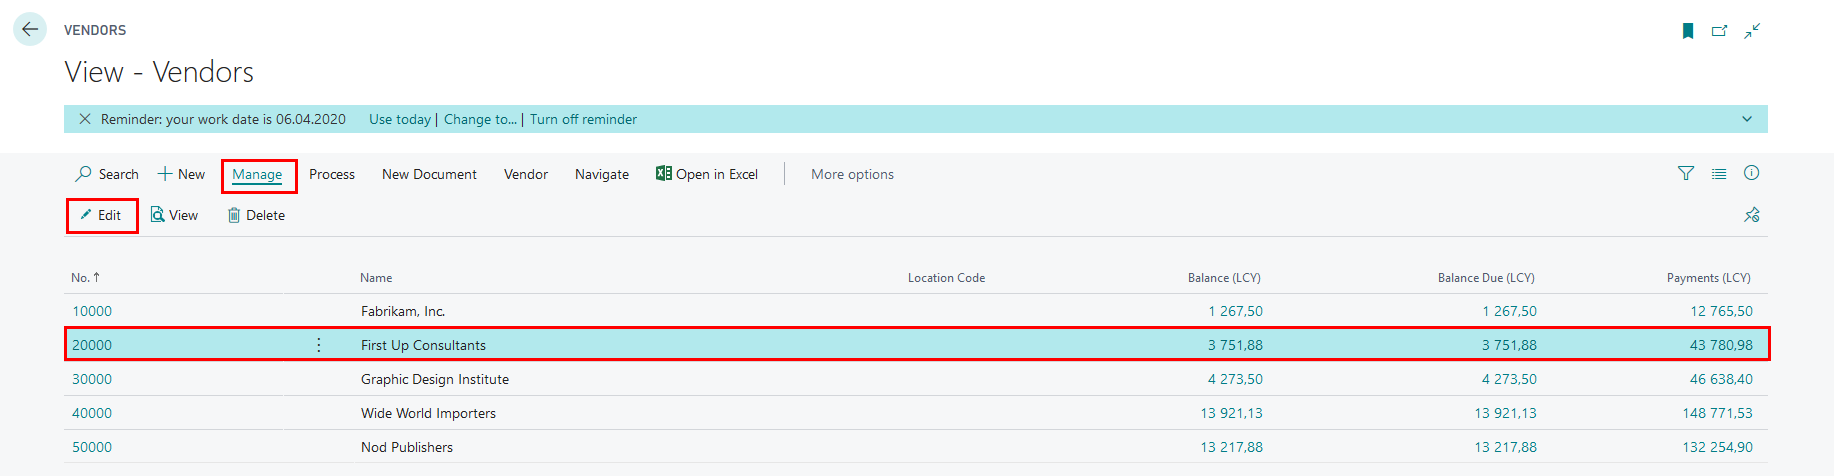 VENDORS
View - Vendors
Reminder: your work date is 06.04.2020 Use today | Change to... | Turn off reminder
Search New Manage Process New Document Vendor Navigate Open in Excel More options
Edit View Delete
No. ↑ Name Location Code Balance (LCY) Balance Due (LCY) Payments (LCY)
10000 Fabrikam, Inc. 1 267,50 1 267,50 12 765,50
20000 First Up Consultants 3 751,88 3 751,88 43 780,98
30000 Graphic Design Institute 4 273,50 4 273,50 46 638,40
40000 Wide World Importers 13 921,13 13 921,13 148 771,53
50000 Nod Publishers 13 217,88 13 217,88 132 254,90